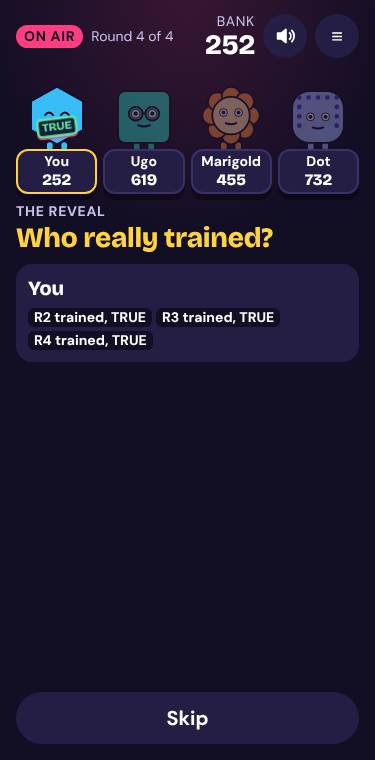 ON AIR
Round 4 of 4
BANK
252
TRUE
You
252
Ugo
619
Marigold
455
Dot
732
THE REVEAL
Who really trained?
You
R2 trained, TRUE
R3 trained, TRUE
R4 trained, TRUE
Skip